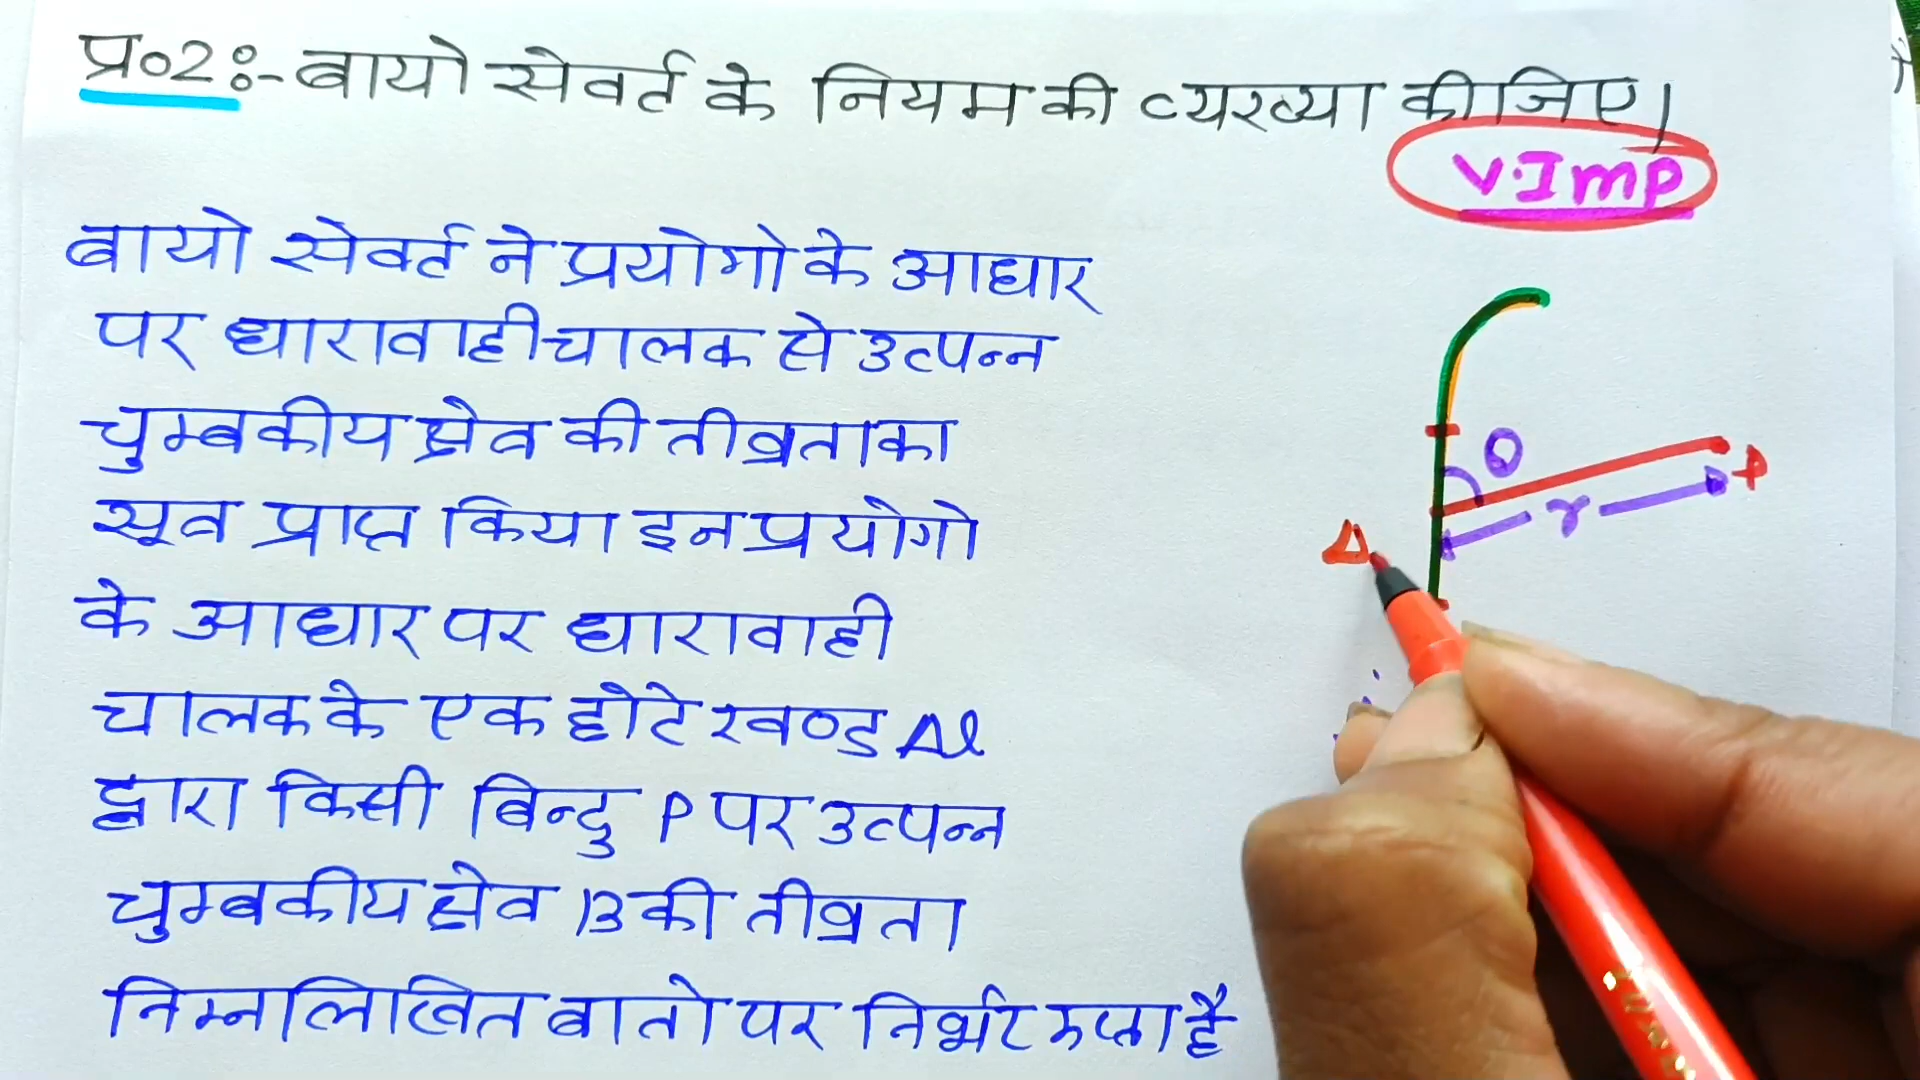 प्र०2:- बायो सेवर्ट के नियम की व्यख्या कीजिए।
V.Imp
बायो सेवर्ट ने प्रयोगो के आधार
पर धारावाही चालक से उत्पन्न
चुम्बकीय क्षेत्र की तीव्रता का
सूत्र प्राप्त किया इन प्रयोगो
के आधार पर धारावाही
चालक के एक छोटे खण्ड Δl
द्वारा किसी बिन्दु P पर उत्पन्न
चुम्बकीय क्षेत्र B की तीव्रता
निम्नलिखित बातो पर निर्भर करता है
θ
P
r
Δ